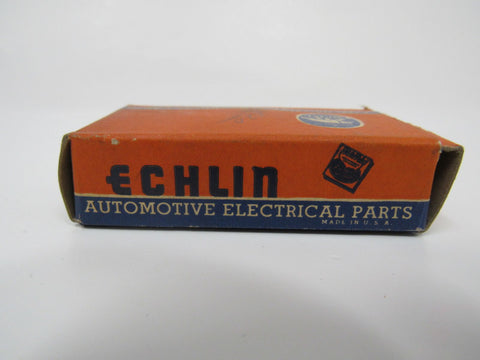 ECHLIN
AUTOMOTIVE ELECTRICAL PARTS
MADE IN U.S.A.